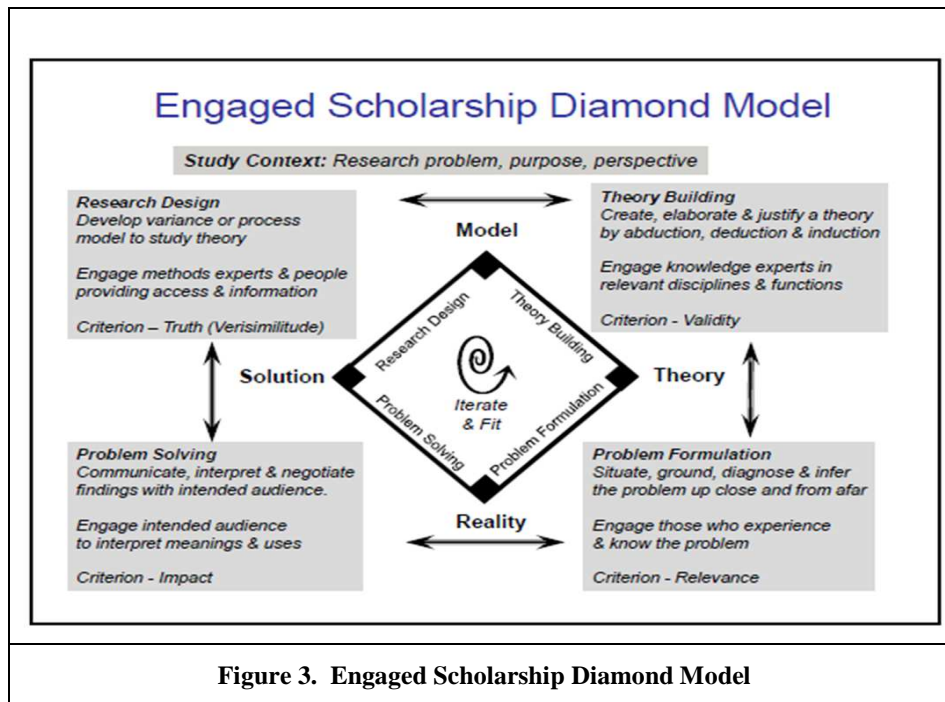 Engaged Scholarship Diamond Model
Study Context: Research problem, purpose, perspective
Research Design
Develop variance or process
model to study theory
Engage methods experts & people
providing access & information
Criterion – Truth (Verisimilitude)
Model
Theory Building
Create, elaborate & justify a theory
by abduction, deduction & induction
Engage knowledge experts in
relevant disciplines & functions
Criterion - Validity
Research Design
Theory Building
Solution
Iterate
& Fit
Theory
Problem Solving
Problem Formulation
Problem Solving
Communicate, interpret & negotiate
findings with intended audience.
Engage intended audience
to interpret meanings & uses
Criterion - Impact
Reality
Problem Formulation
Situate, ground, diagnose & infer
the problem up close and from afar
Engage those who experience
& know the problem
Criterion - Relevance
Figure 3. Engaged Scholarship Diamond Model